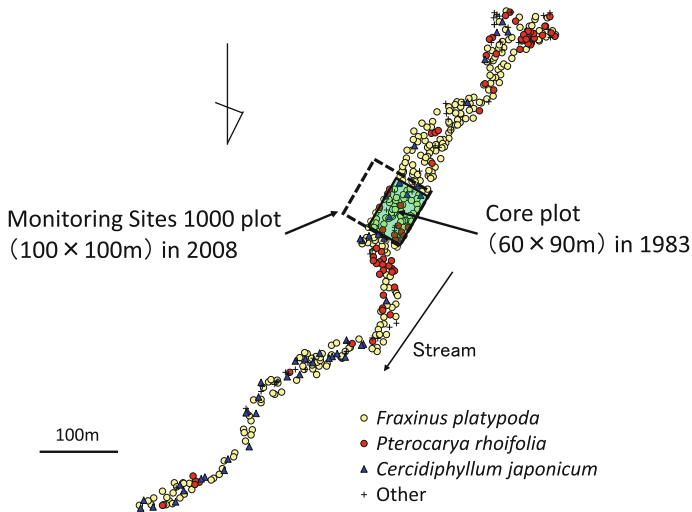 Monitoring Sites 1000 plot
（100×100m）in 2008
Core plot
（60×90m）in 1983
Stream
100m
Fraxinus platypoda
Pterocarya rhoifolia
Cercidiphyllum japonicum
Other